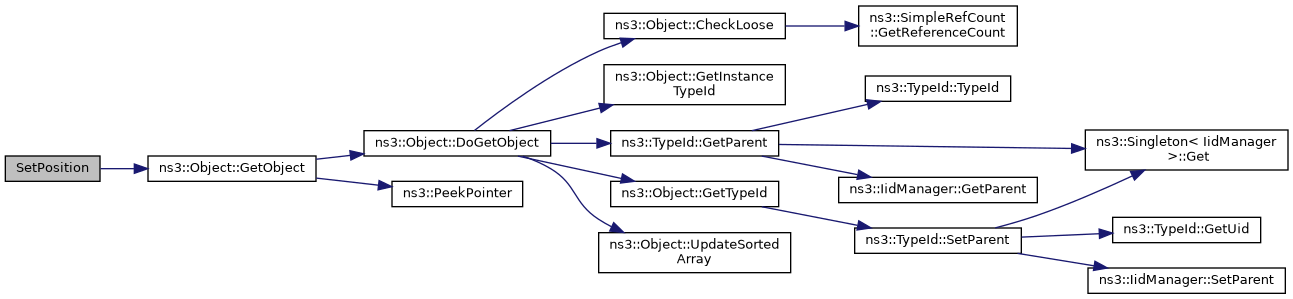 SetPosition
ns3::Object::GetObject
ns3::Object::DoGetObject
ns3::PeekPointer
ns3::Object::CheckLoose
ns3::SimpleRefCount
::GetReferenceCount
ns3::Object::GetInstance
TypeId
ns3::TypeId::GetParent
ns3::Object::GetTypeId
ns3::Object::UpdateSorted
Array
ns3::TypeId::TypeId
ns3::Singleton< IidManager
>::Get
ns3::IidManager::GetParent
ns3::TypeId::SetParent
ns3::TypeId::GetUid
ns3::IidManager::SetParent